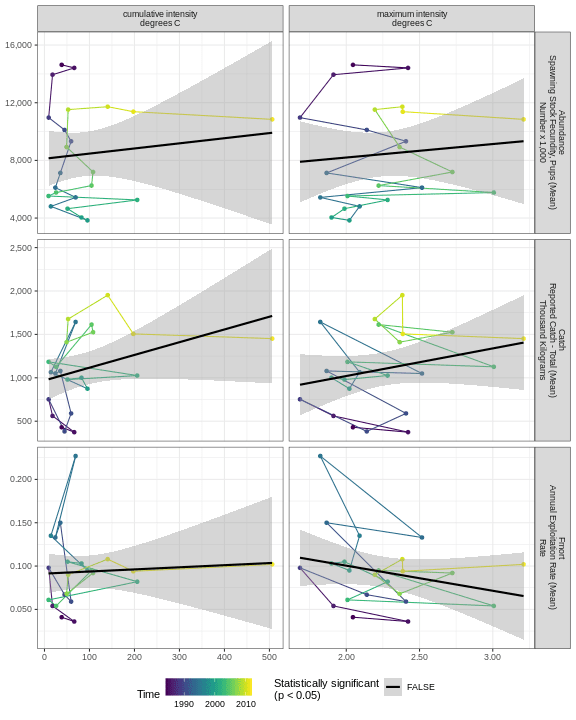 cumulative intensity
degrees C
maximum intensity
degrees C
16,000
12,000
8,000
4,000
Abundance
Spawning Stock Fecundity, Pups (Mean)
Number x 1,000
2,500
2,000
1,500
1,000
500
Catch
Reported Catch - Total (Mean)
Thousand Kilograms
0.200
0.150
0.100
0.050
Fmort
Annual Exploitation Rate (Mean)
Rate
0 100 200 300 400 500
2.00 2.50 3.00
Time
1990 2000 2010
Statistically significant
(p < 0.05)
FALSE